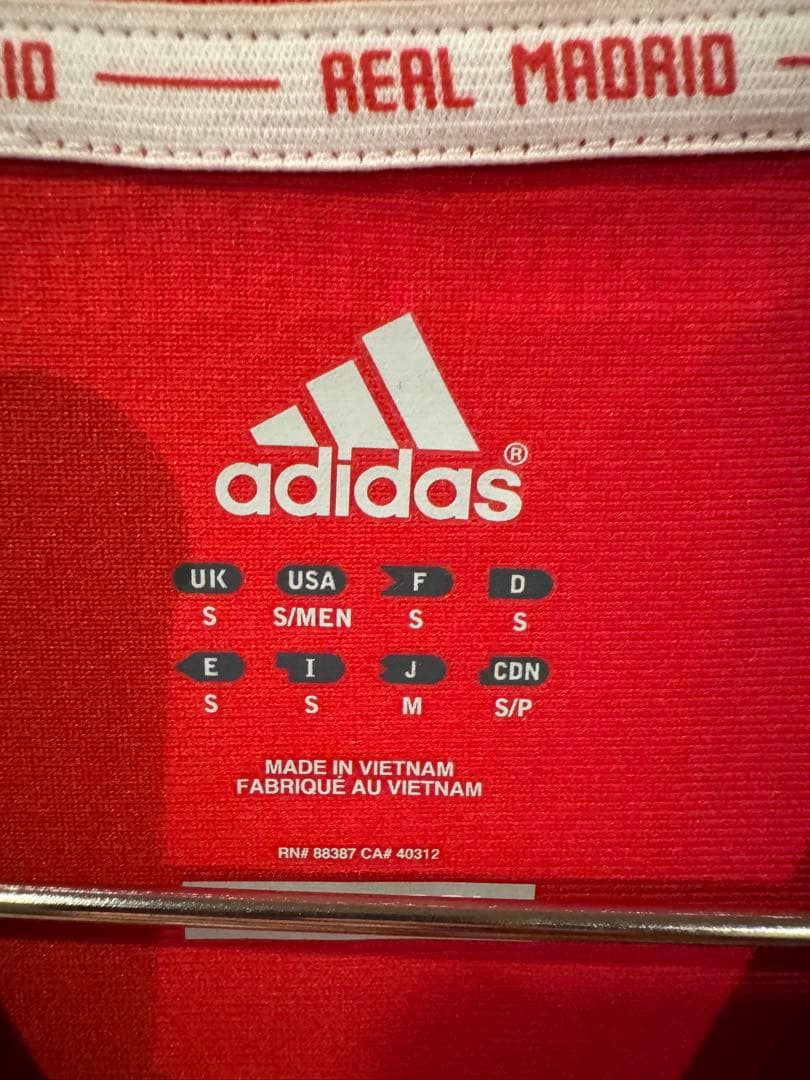 ID REAL MADRID
adidas®
UK USA F D
S S/MEN S S
E I J CDN
S S M S/P
MADE IN VIETNAM
FABRIQUÉ AU VIETNAM
RN# 88387 CA# 40312